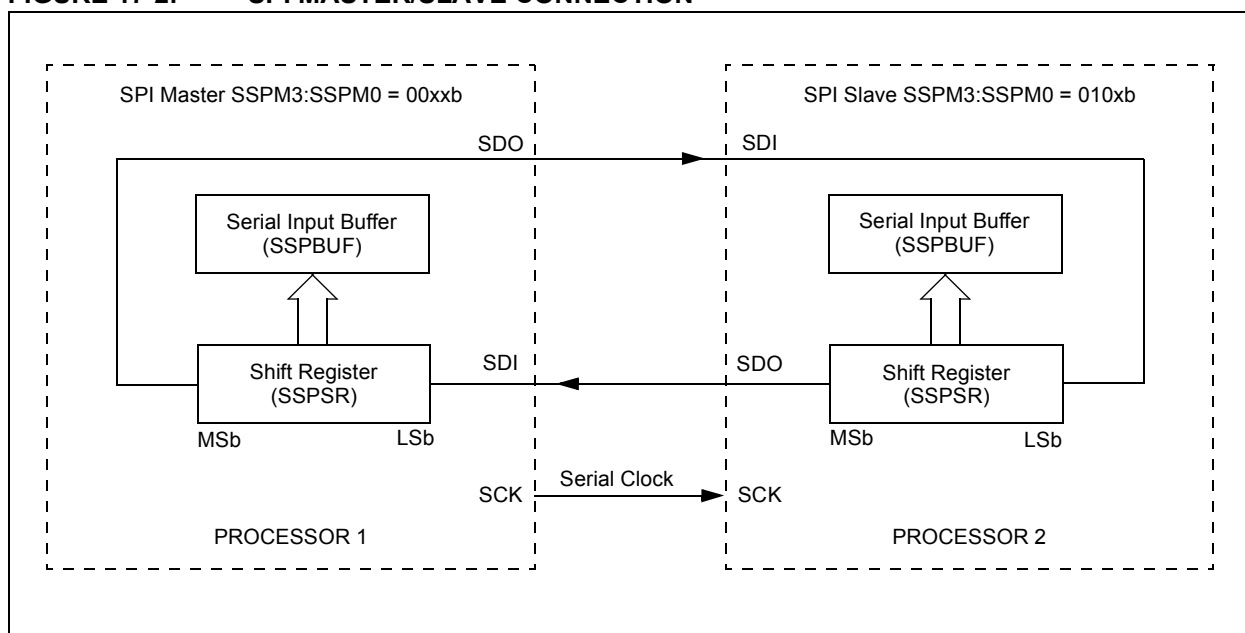 SPI Master SSPM3:SSPM0 = 00xxb
SPI Slave SSPM3:SSPM0 = 010xb
SDO
SDI
Serial Input Buffer
(SSPBUF)
Serial Input Buffer
(SSPBUF)
Shift Register
(SSPSR)
SDI
SDO
Shift Register
(SSPSR)
MSb
LSb
MSb
LSb
SCK
Serial Clock
SCK
PROCESSOR 1
PROCESSOR 2